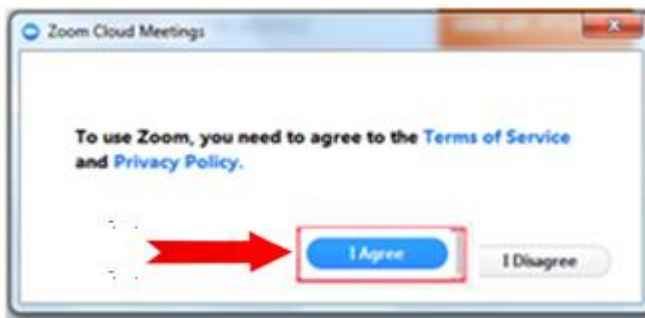 Zoom Cloud Meetings
To use Zoom, you need to agree to the Terms of Service
and Privacy Policy.
I Agree
I Disagree